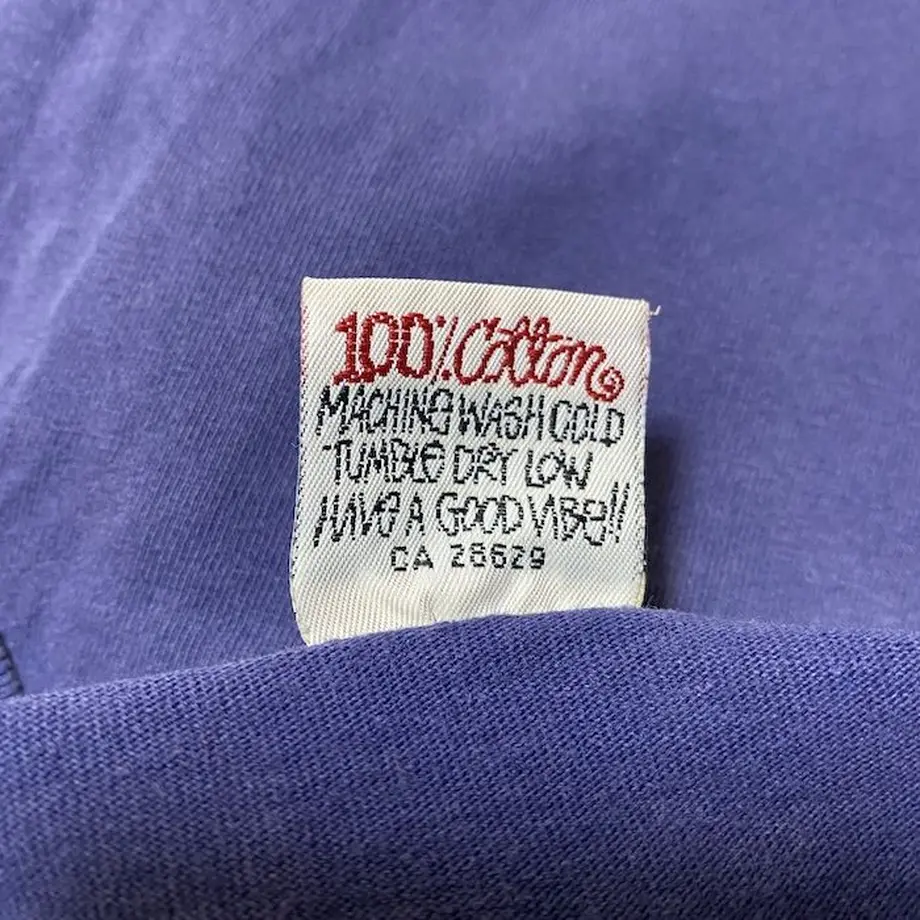 100% Cotton
MACHINE WASH COLD
TUMBLE DRY LOW
HAVE A GOOD VIBE!!
CA 28629